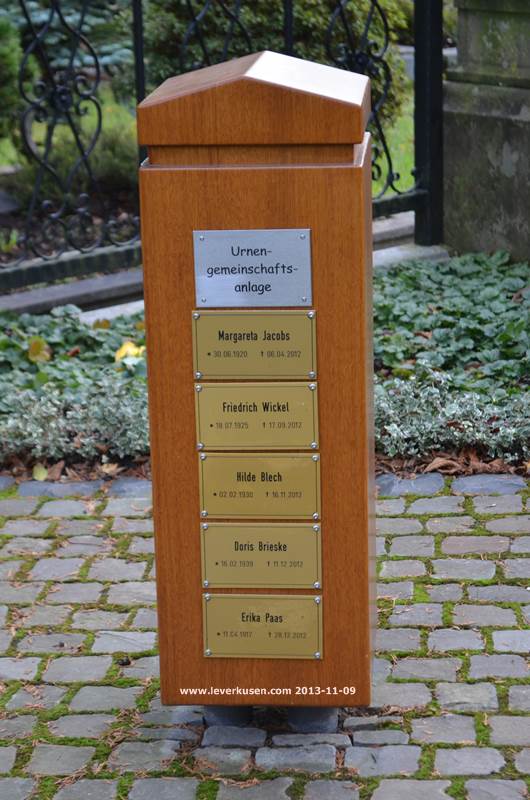 Urnen-
gemeinschafts-
anlage
Margareta Jacobs
* 30.06.1920 † 06.04.2012
Friedrich Wickel
* 18.07.1925 † 17.09.2012
Hilde Blech
* 02.02.1930 † 16.11.2012
Doris Brieske
* 16.02.1939 † 11.12.2012
Erika Paas
* 11.04.1917 † 28.12.2012
www.leverkusen.com 2013-11-09